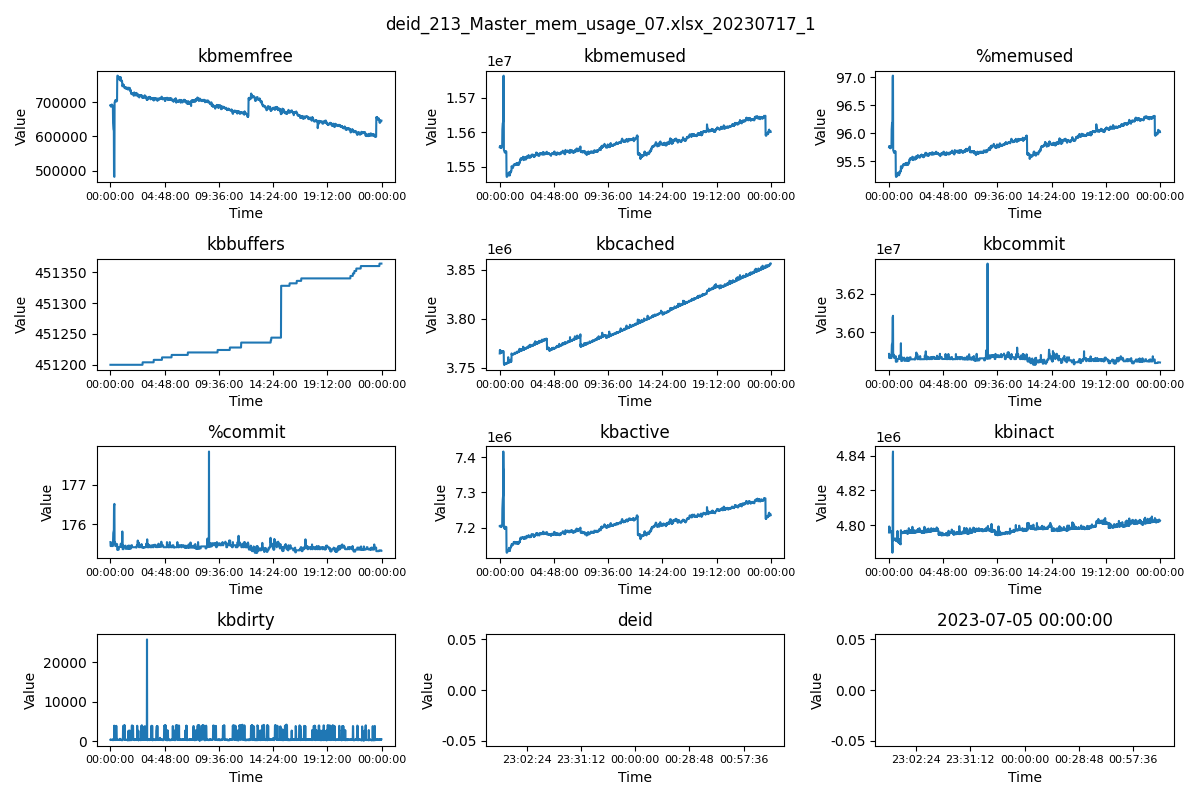 deid_213_Master_mem_usage_07.xlsx_20230717_1
kbmemfree
Value
700000
600000
500000
00:00:00 04:48:00 09:36:00 14:24:00 19:12:00 00:00:00
Time
kbmemused
1e7
Value
1.57
1.56
1.55
00:00:00 04:48:00 09:36:00 14:24:00 19:12:00 00:00:00
Time
%memused
Value
97.0
96.5
96.0
95.5
00:00:00 04:48:00 09:36:00 14:24:00 19:12:00 00:00:00
Time
kbbuffers
Value
451350
451300
451250
451200
00:00:00 04:48:00 09:36:00 14:24:00 19:12:00 00:00:00
Time
kbcached
1e6
Value
3.85
3.80
3.75
00:00:00 04:48:00 09:36:00 14:24:00 19:12:00 00:00:00
Time
kbcommit
1e7
Value
3.62
3.60
00:00:00 04:48:00 09:36:00 14:24:00 19:12:00 00:00:00
Time
%commit
Value
177
176
00:00:00 04:48:00 09:36:00 14:24:00 19:12:00 00:00:00
Time
kbactive
1e6
Value
7.4
7.3
7.2
00:00:00 04:48:00 09:36:00 14:24:00 19:12:00 00:00:00
Time
kbinact
1e6
Value
4.84
4.82
4.80
00:00:00 04:48:00 09:36:00 14:24:00 19:12:00 00:00:00
Time
kbdirty
Value
20000
10000
0
00:00:00 04:48:00 09:36:00 14:24:00 19:12:00 00:00:00
Time
deid
Value
0.05
0.00
-0.05
23:02:24 23:31:12 00:00:00 00:28:48 00:57:36
Time
2023-07-05 00:00:00
Value
0.05
0.00
-0.05
23:02:24 23:31:12 00:00:00 00:28:48 00:57:36
Time